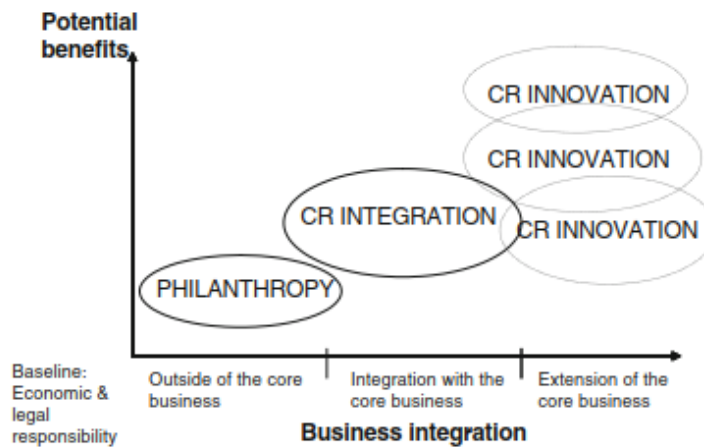 Potential
benefits
CR INNOVATION
CR INNOVATION
CR INTEGRATION
CR INNOVATION
PHILANTHROPY
Baseline:
Economic &
legal
responsibility
Outside of the core
business
Integration with the
core business
Extension of the
core business
Business integration